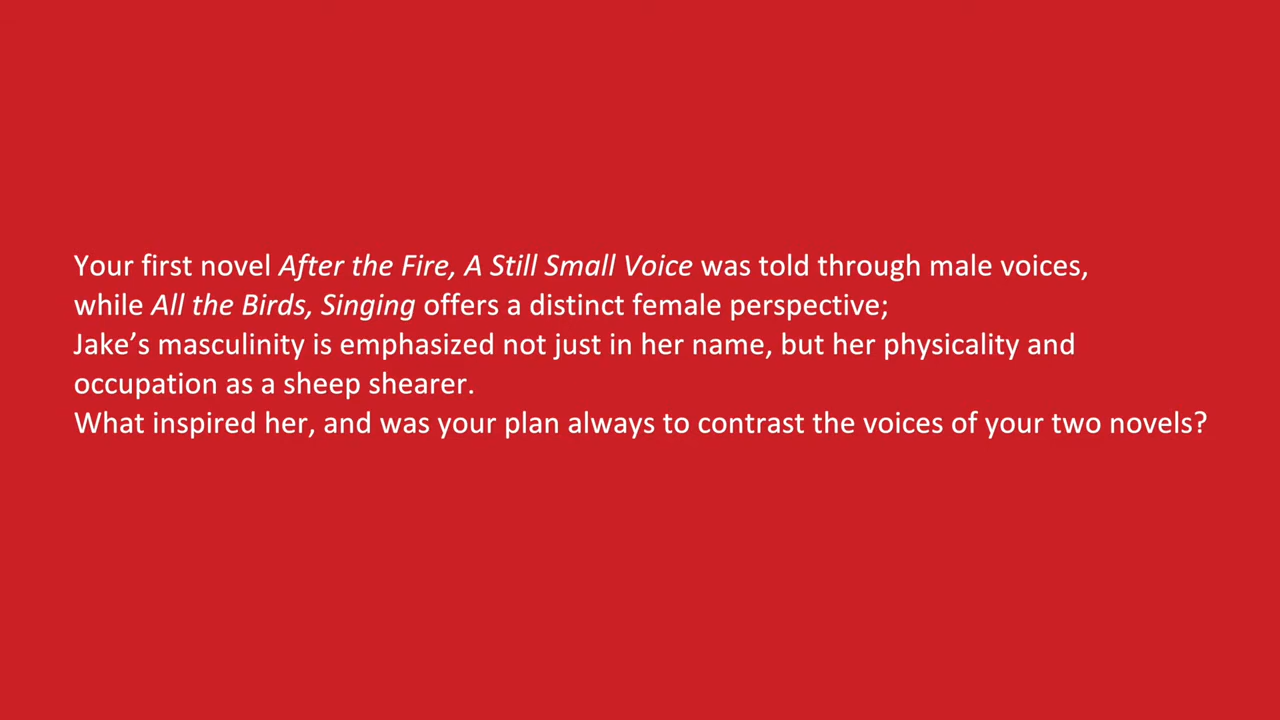 Your first novel After the Fire, A Still Small Voice was told through male voices,
while All the Birds, Singing offers a distinct female perspective;
Jake’s masculinity is emphasized not just in her name, but her physicality and
occupation as a sheep shearer.
What inspired her, and was your plan always to contrast the voices of your two novels?